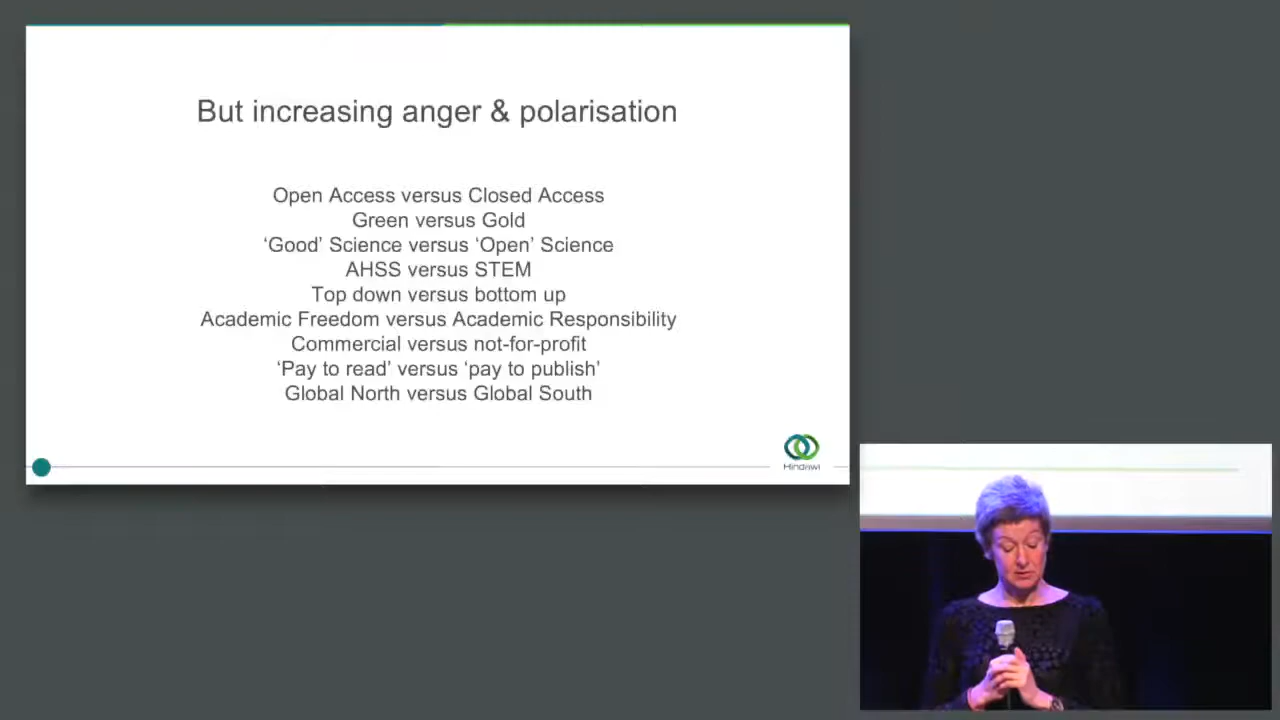 But increasing anger & polarisation
Open Access versus Closed Access
Green versus Gold
‘Good’ Science versus ‘Open’ Science
AHSS versus STEM
Top down versus bottom up
Academic Freedom versus Academic Responsibility
Commercial versus not-for-profit
‘Pay to read’ versus ‘pay to publish’
Global North versus Global South
Hindawi